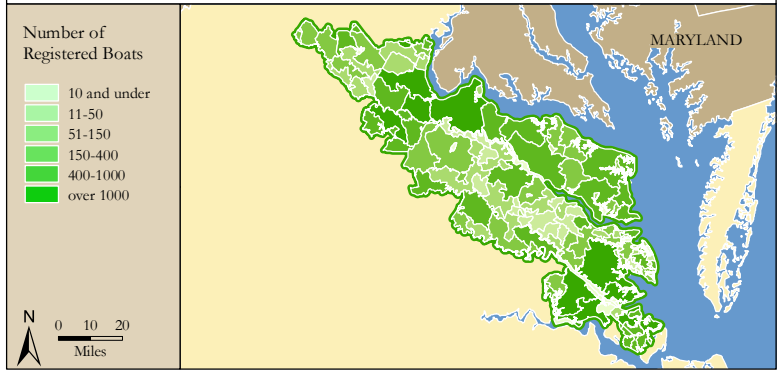 Number of
Registered Boats
10 and under
11-50
51-150
150-400
400-1000
over 1000
MARYLAND
N
0 10 20
Miles